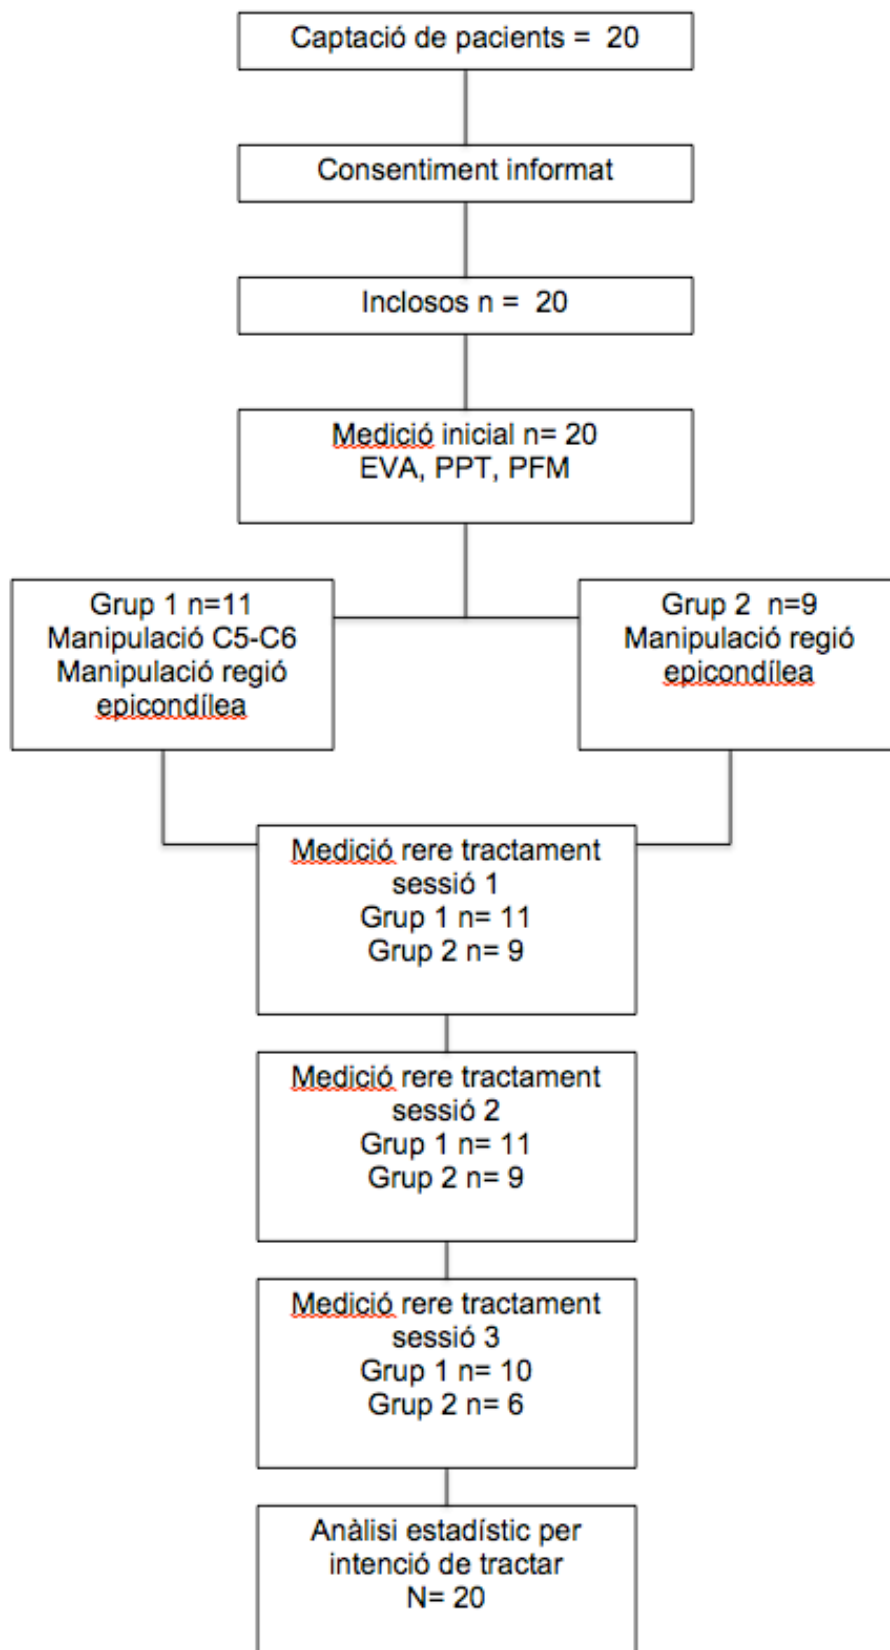 Captació de pacients = 20
Consentiment informat
Inclosos n = 20
Medició inicial n= 20
EVA, PPT, PFM
Grup 1 n=11
Manipulació C5-C6
Manipulació regió
epicondílea
Grup 2 n=9
Manipulació regió
epicondílea
Medició rere tractament
sessió 1
Grup 1 n= 11
Grup 2 n= 9
Medició rere tractament
sessió 2
Grup 1 n= 11
Grup 2 n= 9
Medició rere tractament
sessió 3
Grup 1 n= 10
Grup 2 n= 6
Anàlisi estadístic per
intenció de tractar
N= 20